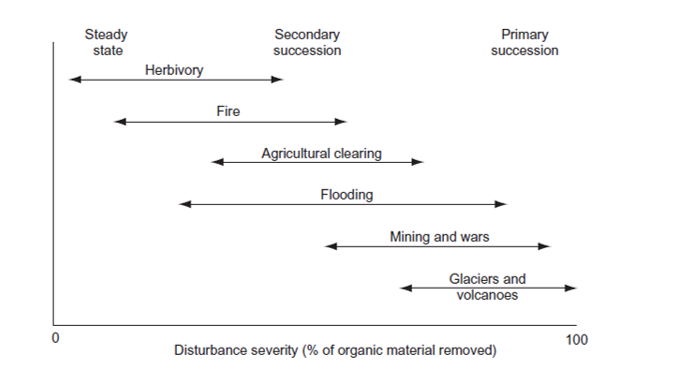 Steady
state
Secondary
succession
Primary
succession
Herbivory
Fire
Agricultural clearing
Flooding
Mining and wars
Glaciers and
volcanoes
0
100
Disturbance severity (% of organic material removed)